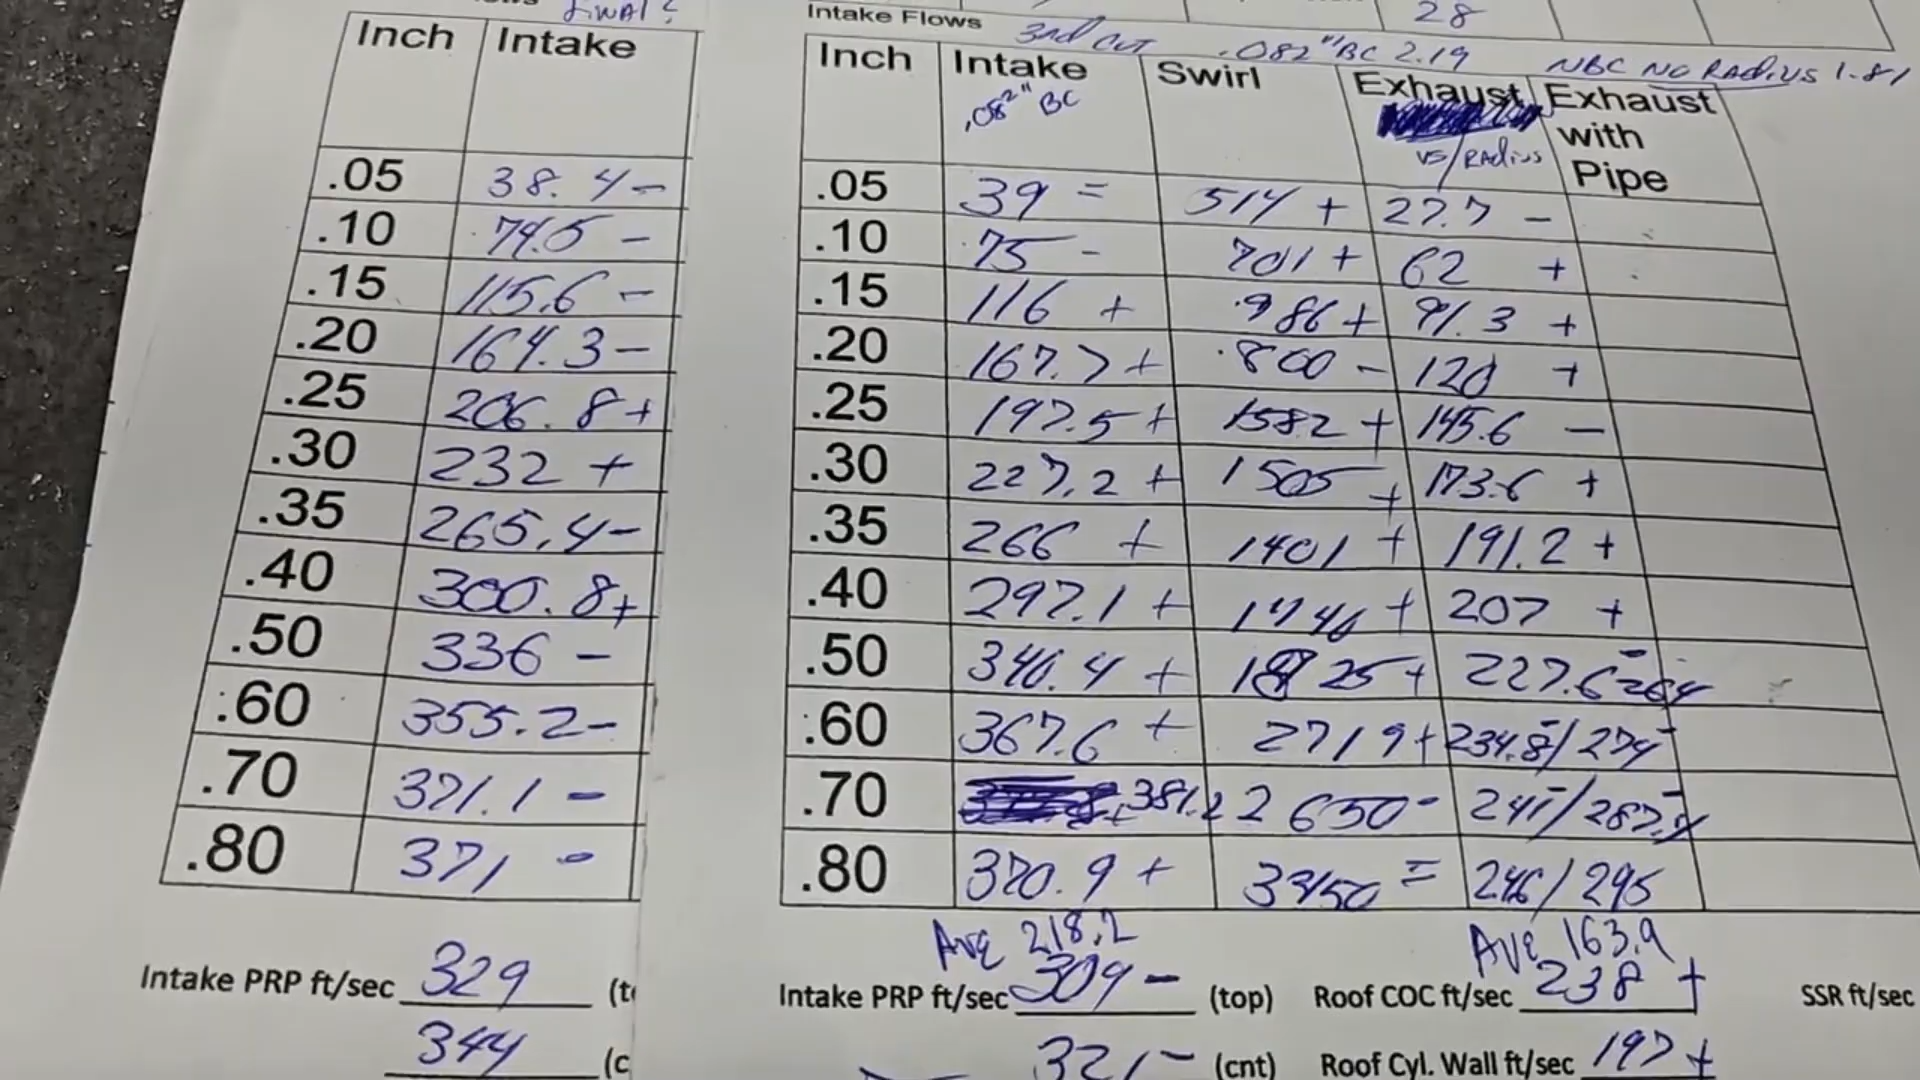 FINAL:
Inch Intake
.05 38.4 -
.10 74.5 -
.15 115.6 -
.20 164.3 -
.25 206.8 +
.30 232 +
.35 265.4 -
.40 300.8 +
.50 336 -
.60 355.2 -
.70 371.1 -
.80 371 -
Intake PRP ft/sec 329
344
28
Intake Flows 3rd Cut .082" BC 2.19 NBC NO RADIUS 1.81
Inch Intake Swirl Exhaust Exhaust with Pipe
.082" BC
vs/RADIUS
.05 39 = 514 + 27.7 -
.10 75 - 701 + 62 +
.15 116 + 986 + 91.3 +
.20 167.7 + 800 - 120 +
.25 197.5 + 1582 + 145.6 -
.30 227.2 + 1505 + 173.6 +
.35 266 + 1401 + 191.2 +
.40 297.1 + 1746 + 207 +
.50 340.4 + 1825 + 227.6 - 264
.60 367.6 + 2719 + 234.8 / 274
.70 381.2 2650 - 241 / 287.7
.80 370.9 + 3450 = 246 / 295
Ave 218.2 Ave 163.9
Intake PRP ft/sec 309 - (top) Roof COC ft/sec 238 + SSR ft/sec
321 - (cnt) Roof Cyl. Wall ft/sec 197 +